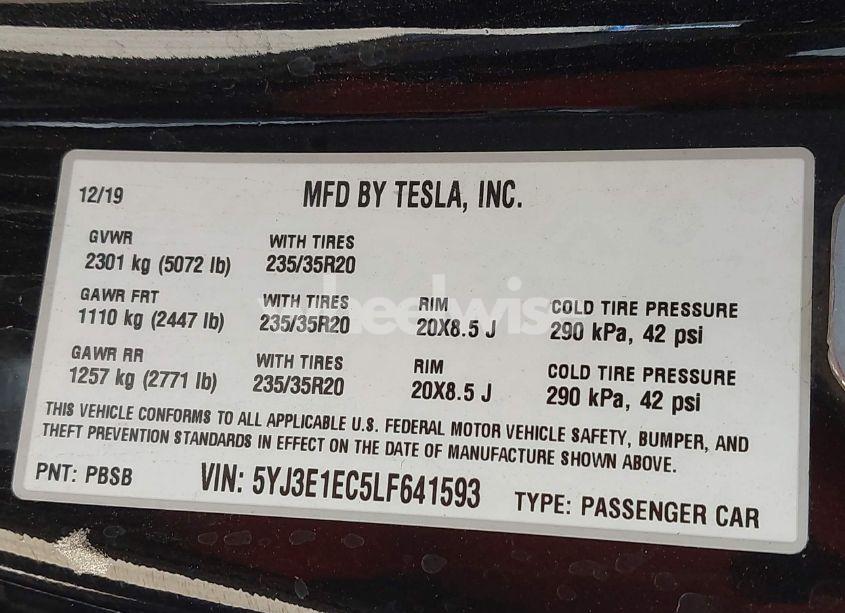 12/19 MFD BY TESLA, INC.
GVWR WITH TIRES
2301 kg (5072 lb) 235/35R20
GAWR FRT WITH TIRES RIM COLD TIRE PRESSURE
1110 kg (2447 lb) 235/35R20 20X8.5 J 290 kPa, 42 psi
GAWR RR WITH TIRES RIM COLD TIRE PRESSURE
1257 kg (2771 lb) 235/35R20 20X8.5 J 290 kPa, 42 psi
THIS VEHICLE CONFORMS TO ALL APPLICABLE U.S. FEDERAL MOTOR VEHICLE SAFETY, BUMPER, AND
THEFT PREVENTION STANDARDS IN EFFECT ON THE DATE OF MANUFACTURE SHOWN ABOVE.
PNT: PBSB VIN: 5YJ3E1EC5LF641593 TYPE: PASSENGER CAR